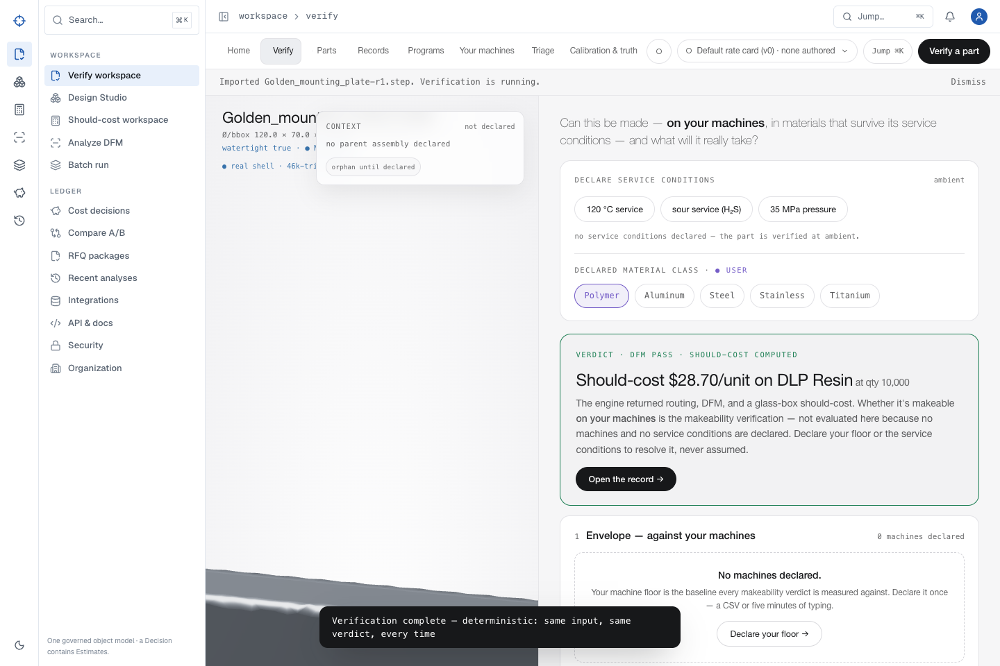 Search...
⌘K
WORKSPACE
Verify workspace
Design Studio
Should-cost workspace
Analyze DFM
Batch run
LEDGER
Cost decisions
Compare A/B
RFQ packages
Recent analyses
Integrations
API & docs
Security
Organization
One governed object model · a Decision
contains Estimates.
workspace > verify
Jump... ⌘K
Home Verify Parts Records Programs Your machines Triage Calibration & truth
Default rate card (v0) · none authored
Jump ⌘K
Verify a part
Imported Golden_mounting_plate-r1.step. Verification is running.
Dismiss
Golden_moun
Ø/bbox 120.0 × 70.0 ×
watertight true ·
real shell · 46k-tri
CONTEXT
not declared
no parent assembly declared
orphan until declared
Can this be made — on your machines, in materials that survive its service
conditions — and what will it really take?
DECLARE SERVICE CONDITIONS
ambient
120 °C service
sour service (H₂S)
35 MPa pressure
no service conditions declared — the part is verified at ambient.
DECLARED MATERIAL CLASS · ● USER
Polymer
Aluminum
Steel
Stainless
Titanium
VERDICT · DFM PASS · SHOULD-COST COMPUTED
Should-cost $28.70/unit on DLP Resin at qty 10,000
The engine returned routing, DFM, and a glass-box should-cost. Whether it's makeable
on your machines is the makeability verification — not evaluated here because no
machines and no service conditions are declared. Declare your floor or the service
conditions to resolve it, never assumed.
Open the record →
1 Envelope — against your machines
0 machines declared
No machines declared.
Your machine floor is the baseline every makeability verdict is measured against. Declare it once
— a CSV or five minutes of typing.
Declare your floor →
Verification complete — deterministic: same input, same
verdict, every time